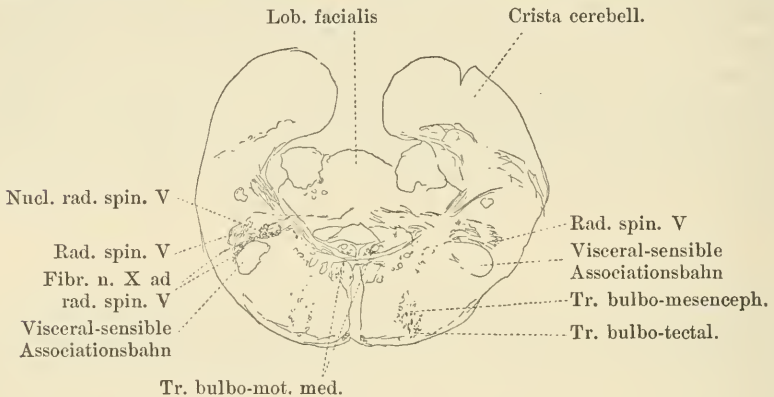 Lob. facialis
Crista cerebell.
Nucl. rad. spin. V
Rad. spin. V
Fibr. n. X ad
rad. spin. V
Visceral-sensible
Associationsbahn
Rad. spin. V
Visceral-sensible
Associationsbahn
Tr. bulbo-mesenceph.
Tr. bulbo-tectal.
Tr. bulbo-mot. med.